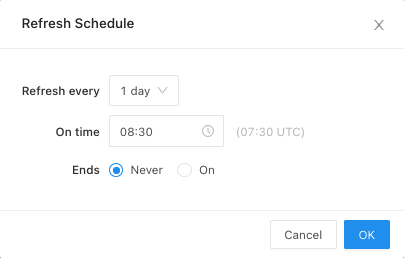 Refresh Schedule
Refresh every 1 day
On time 08:30 (07:30 UTC)
Ends Never On
Cancel OK